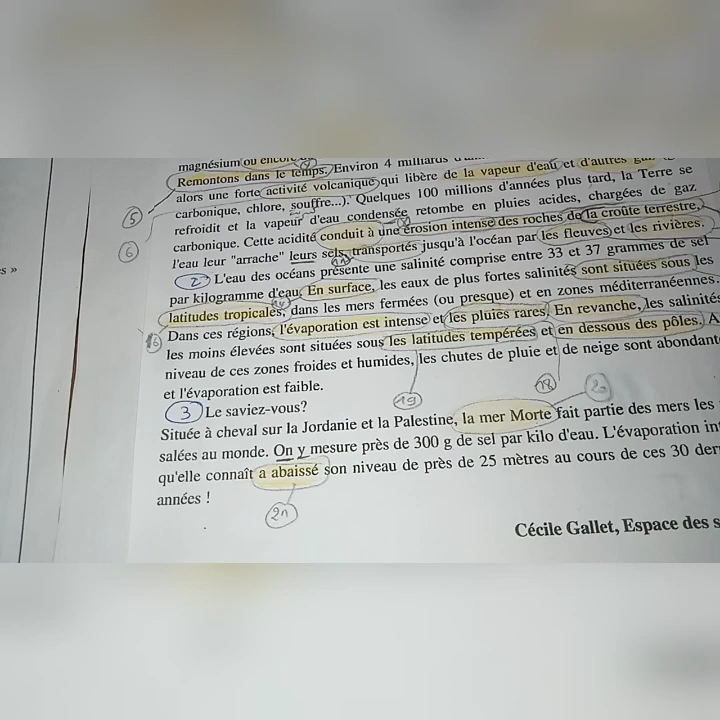 magnésium ou encore
Remontons dans le temps. Environ 4 milliards
alors une forte activité volcanique qui libère de la vapeur d'eau et d'autres gaz
carbonique, chlore, souffre...). Quelques 100 millions d'années plus tard, la Terre se
refroidit et la vapeur d'eau condensée retombe en pluies acides, chargées de gaz
carbonique. Cette acidité conduit à une érosion intense des roches de la croûte terrestre,
l'eau leur "arrache" leurs sels, transportés jusqu'à l'océan par les fleuves et les rivières.
2 L'eau des océans présente une salinité comprise entre 33 et 37 grammes de sel
par kilogramme d'eau. En surface, les eaux de plus fortes salinités sont situées sous les
latitudes tropicales, dans les mers fermées (ou presque) et en zones méditerranéennes.
Dans ces régions, l'évaporation est intense et les pluies rares. En revanche, les salinités
les moins élevées sont situées sous les latitudes tempérées et en dessous des pôles. A
niveau de ces zones froides et humides, les chutes de pluie et de neige sont abondant
et l'évaporation est faible.
3 Le saviez-vous?
Située à cheval sur la Jordanie et la Palestine, la mer Morte fait partie des mers les
salées au monde. On y mesure près de 300 g de sel par kilo d'eau. L'évaporation in
qu'elle connaît a abaissé son niveau de près de 25 mètres au cours de ces 30 der
années !
Cécile Gallet, Espace des s
s »
5
6
16
19
18
20
21